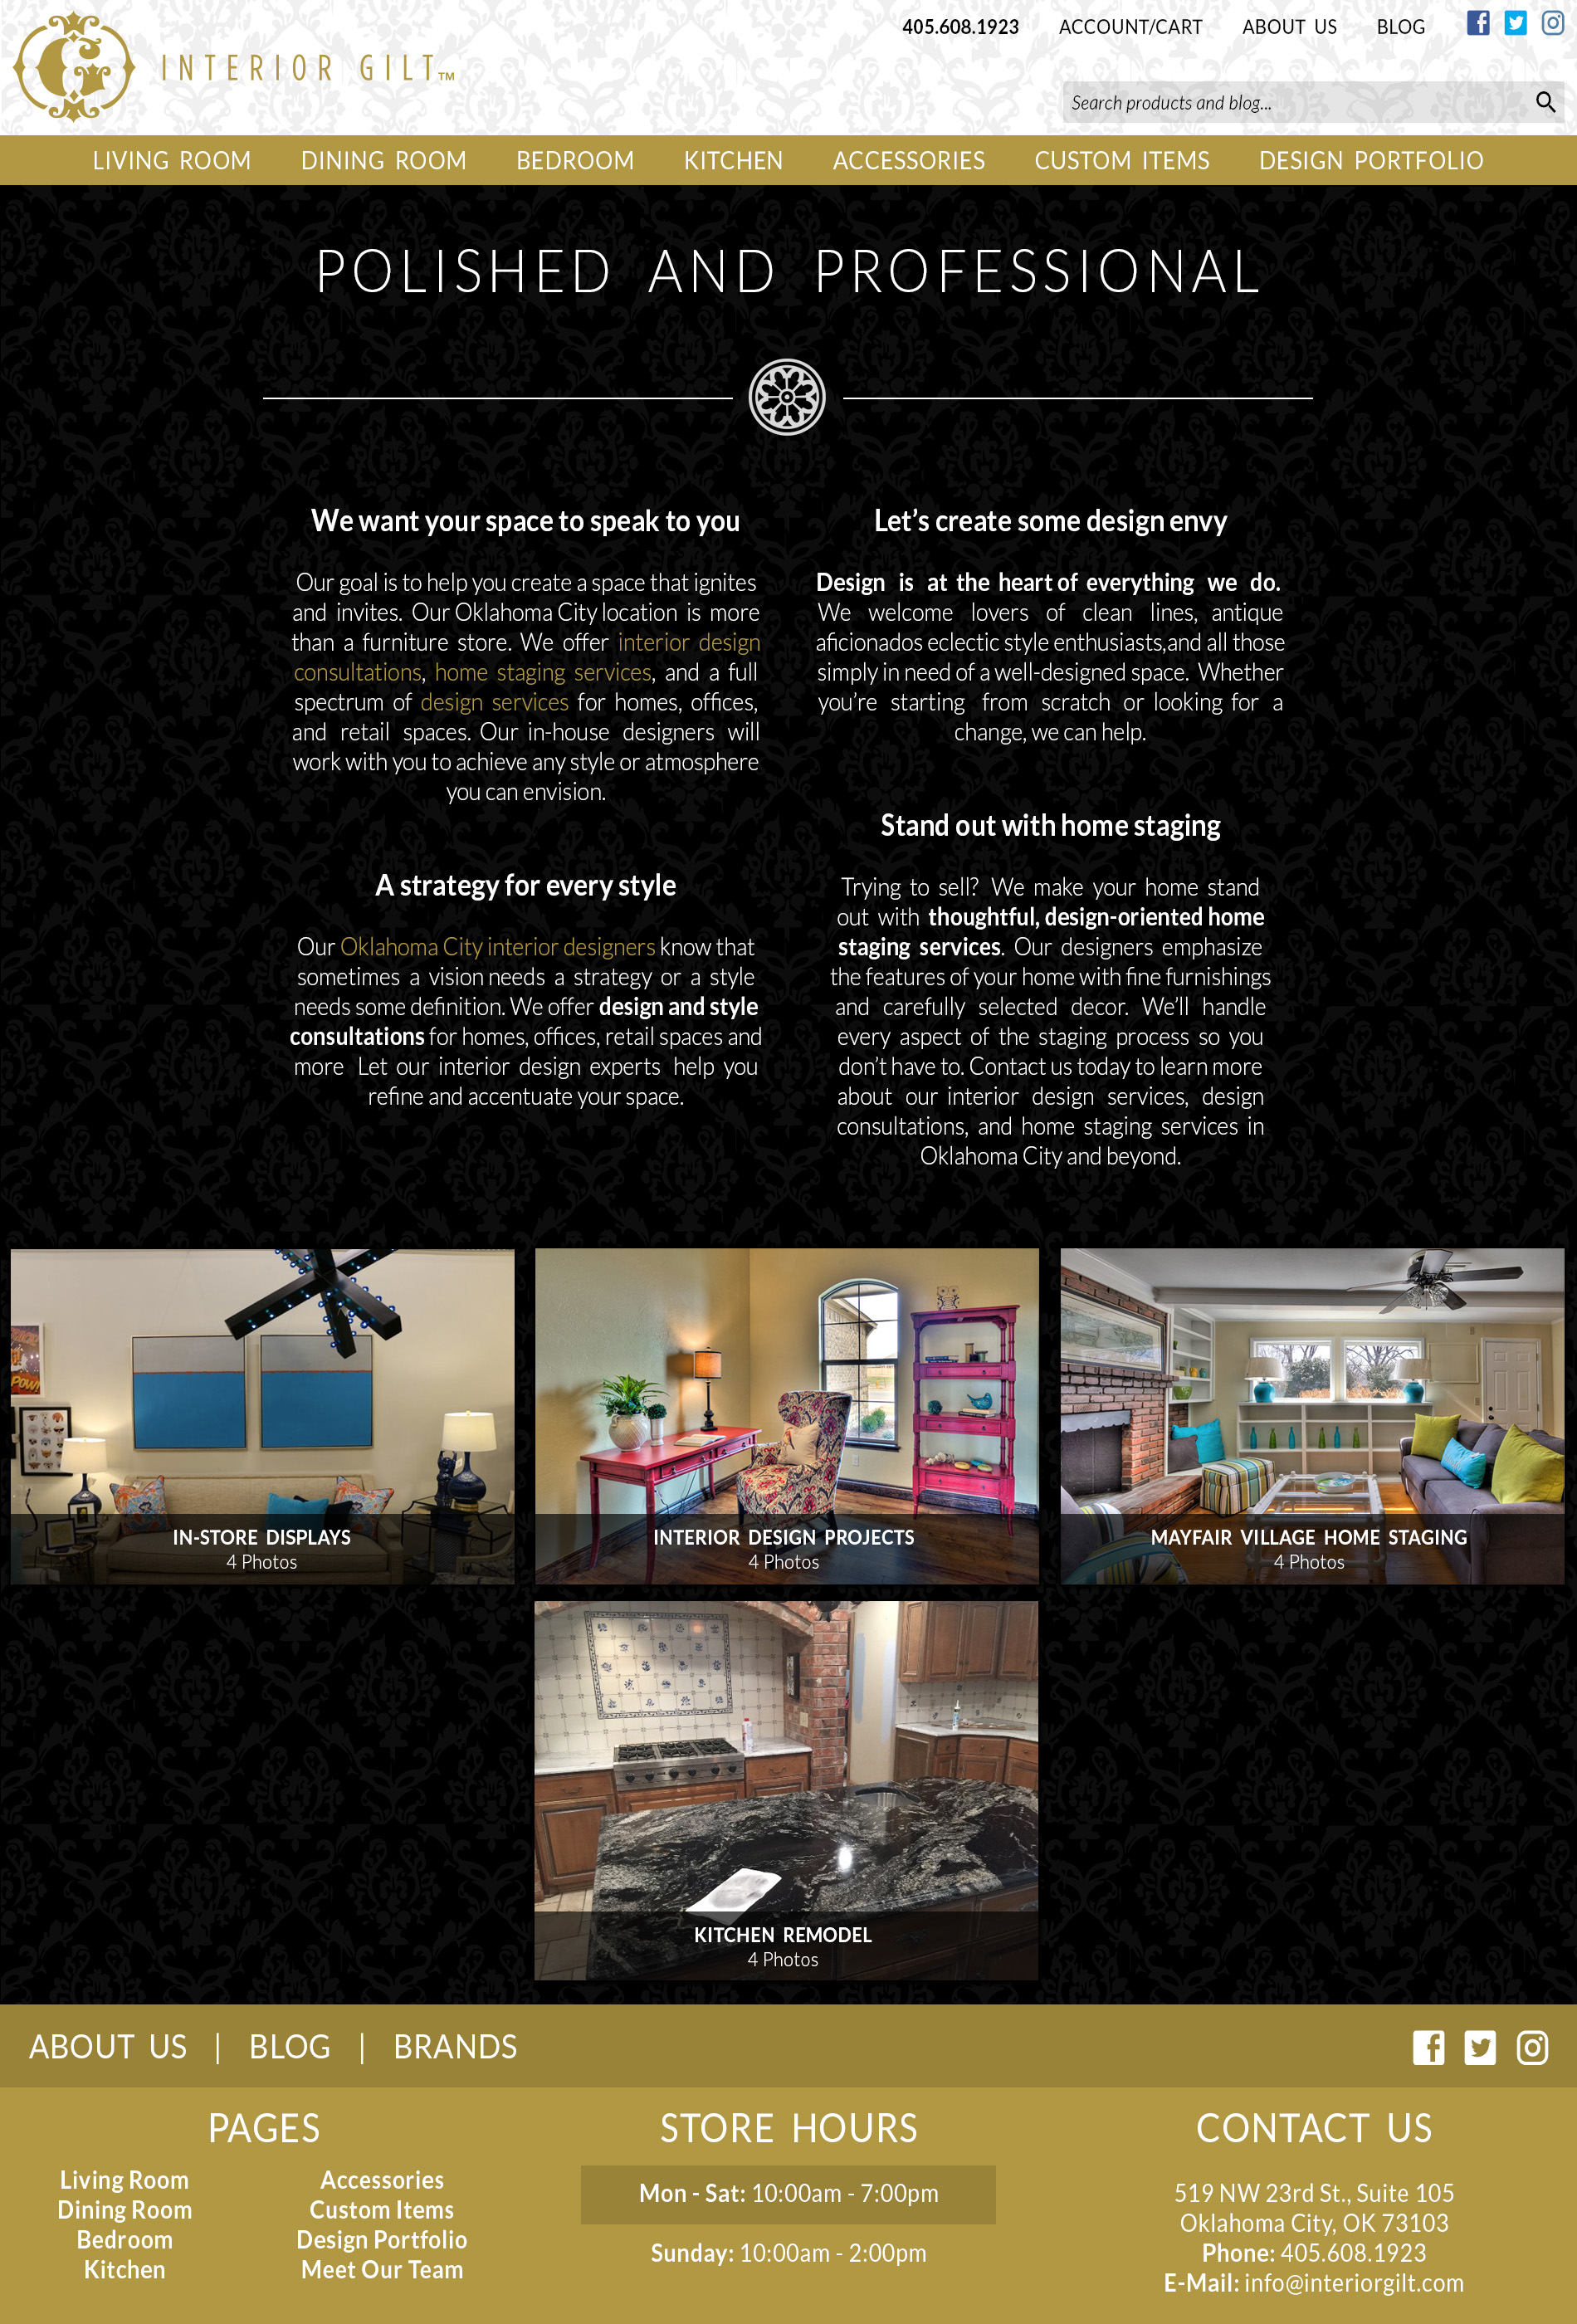 405.608.1923 ACCOUNT/CART ABOUT US BLOG
INTERIOR GILT™
Search products and blog...
LIVING ROOM DINING ROOM BEDROOM KITCHEN ACCESSORIES CUSTOM ITEMS DESIGN PORTFOLIO
POLISHED AND PROFESSIONAL
We want your space to speak to you
Our goal is to help you create a space that ignites
and invites. Our Oklahoma City location is more
than a furniture store. We offer interior design
consultations, home staging services, and a full
spectrum of design services for homes, offices,
and retail spaces. Our in-house designers will
work with you to achieve any style or atmosphere
you can envision.
A strategy for every style
Our Oklahoma City interior designers know that
sometimes a vision needs a strategy or a style
needs some definition. We offer design and style
consultations for homes, offices, retail spaces and
more Let our interior design experts help you
refine and accentuate your space.
Let's create some design envy
Design is at the heart of everything we do.
We welcome lovers of clean lines, antique
aficionados eclectic style enthusiasts,and all those
simply in need of a well-designed space. Whether
you're starting from scratch or looking for a
change, we can help.
Stand out with home staging
Trying to sell? We make your home stand
out with thoughtful, design-oriented home
staging services. Our designers emphasize
the features of your home with fine furnishings
and carefully selected decor. We'll handle
every aspect of the staging process so you
don't have to. Contact us today to learn more
about our interior design services, design
consultations, and home staging services in
Oklahoma City and beyond.
POW!
IN-STORE DISPLAYS
4 Photos
INTERIOR DESIGN PROJECTS
4 Photos
MAYFAIR VILLAGE HOME STAGING
4 Photos
KITCHEN REMODEL
4 Photos
ABOUT US | BLOG | BRANDS
PAGES
Living Room
Dining Room
Bedroom
Kitchen
Accessories
Custom Items
Design Portfolio
Meet Our Team
STORE HOURS
Mon - Sat: 10:00am - 7:00pm
Sunday: 10:00am - 2:00pm
CONTACT US
519 NW 23rd St., Suite 105
Oklahoma City, OK 73103
Phone: 405.608.1923
E-Mail: info@interiorgilt.com